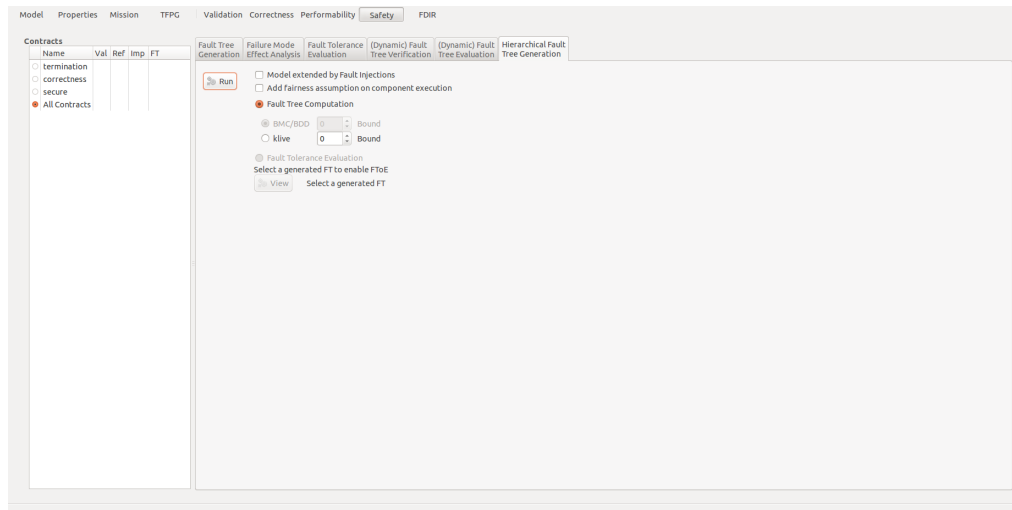 Model Properties Mission TFPG Validation Correctness Performability Safety FDIR
Contracts
Name Val Ref Imp FT
termination
correctness
secure
All Contracts
Fault Tree Generation
Failure Mode Effect Analysis
Fault Tolerance Evaluation
(Dynamic) Fault Tree Verification
(Dynamic) Fault Tree Evaluation
Hierarchical Fault Tree Generation
Run
Model extended by Fault Injections
Add fairness assumption on component execution
Fault Tree Computation
BMC/BDD 0 Bound
klive 0 Bound
Fault Tolerance Evaluation
Select a generated FT to enable FToE
View Select a generated FT